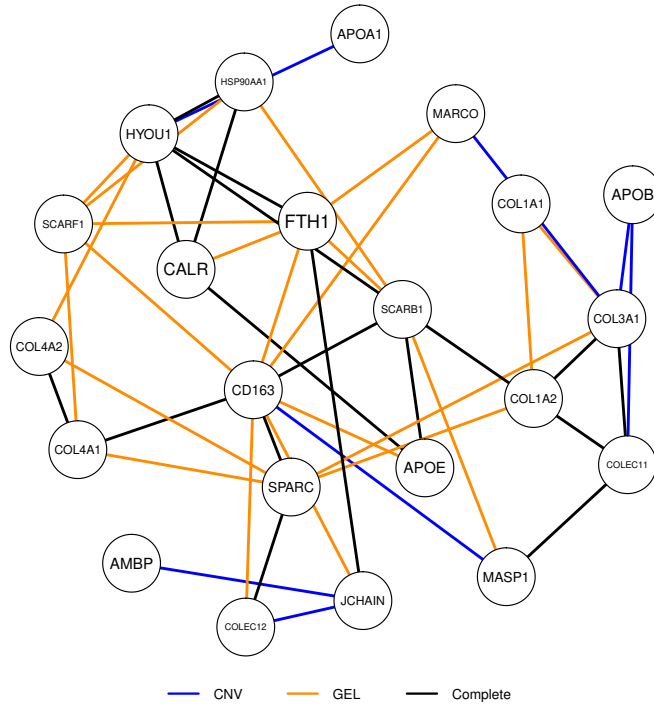 APOA1
HSP90AA1
MARCO
HYOU1
APOB
COL1A1
SCARF1
FTH1
CALR
SCARB1
COL3A1
COL4A2
CD163
COL1A2
COL4A1
COLEC11
APOE
SPARC
AMBP
MASP1
JCHAIN
COLEC12
CNV GEL Complete